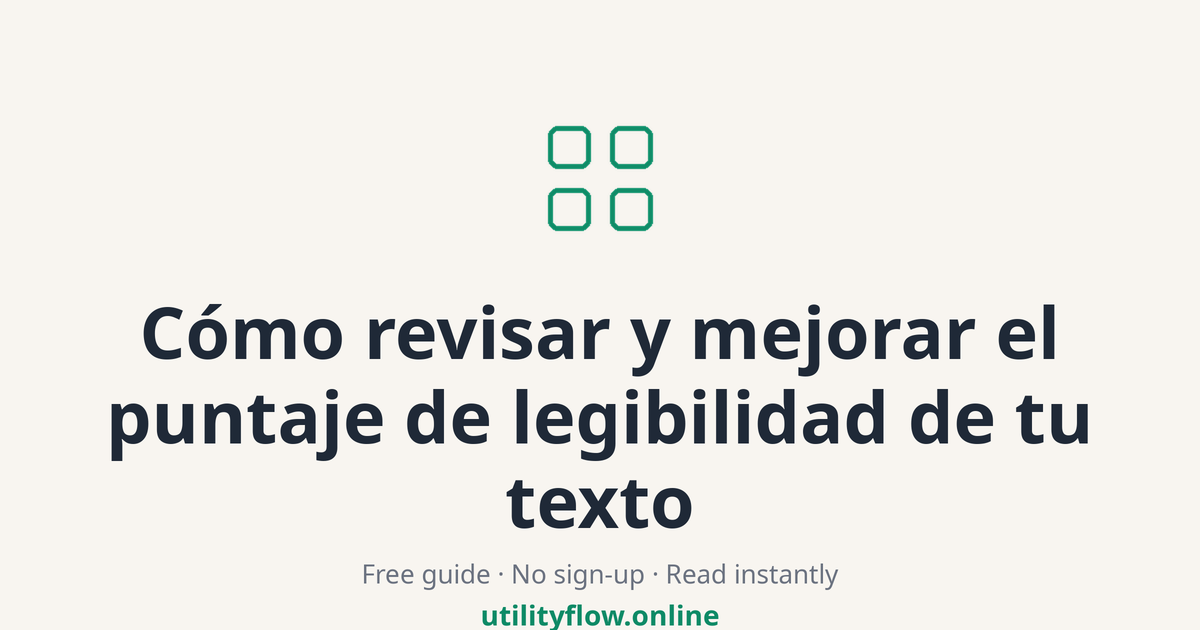 Cómo revisar y mejorar el
puntaje de legibilidad de tu
texto
Free guide · No sign-up · Read instantly
utilityflow.online